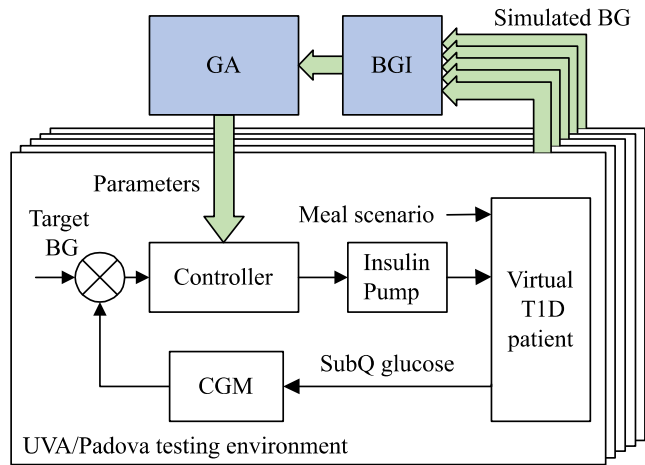 Simulated BG
GA
BGI
Parameters
Target
BG
Meal scenario
Controller
Insulin
Pump
Virtual
T1D
patient
SubQ glucose
CGM
UVA/Padova testing environment